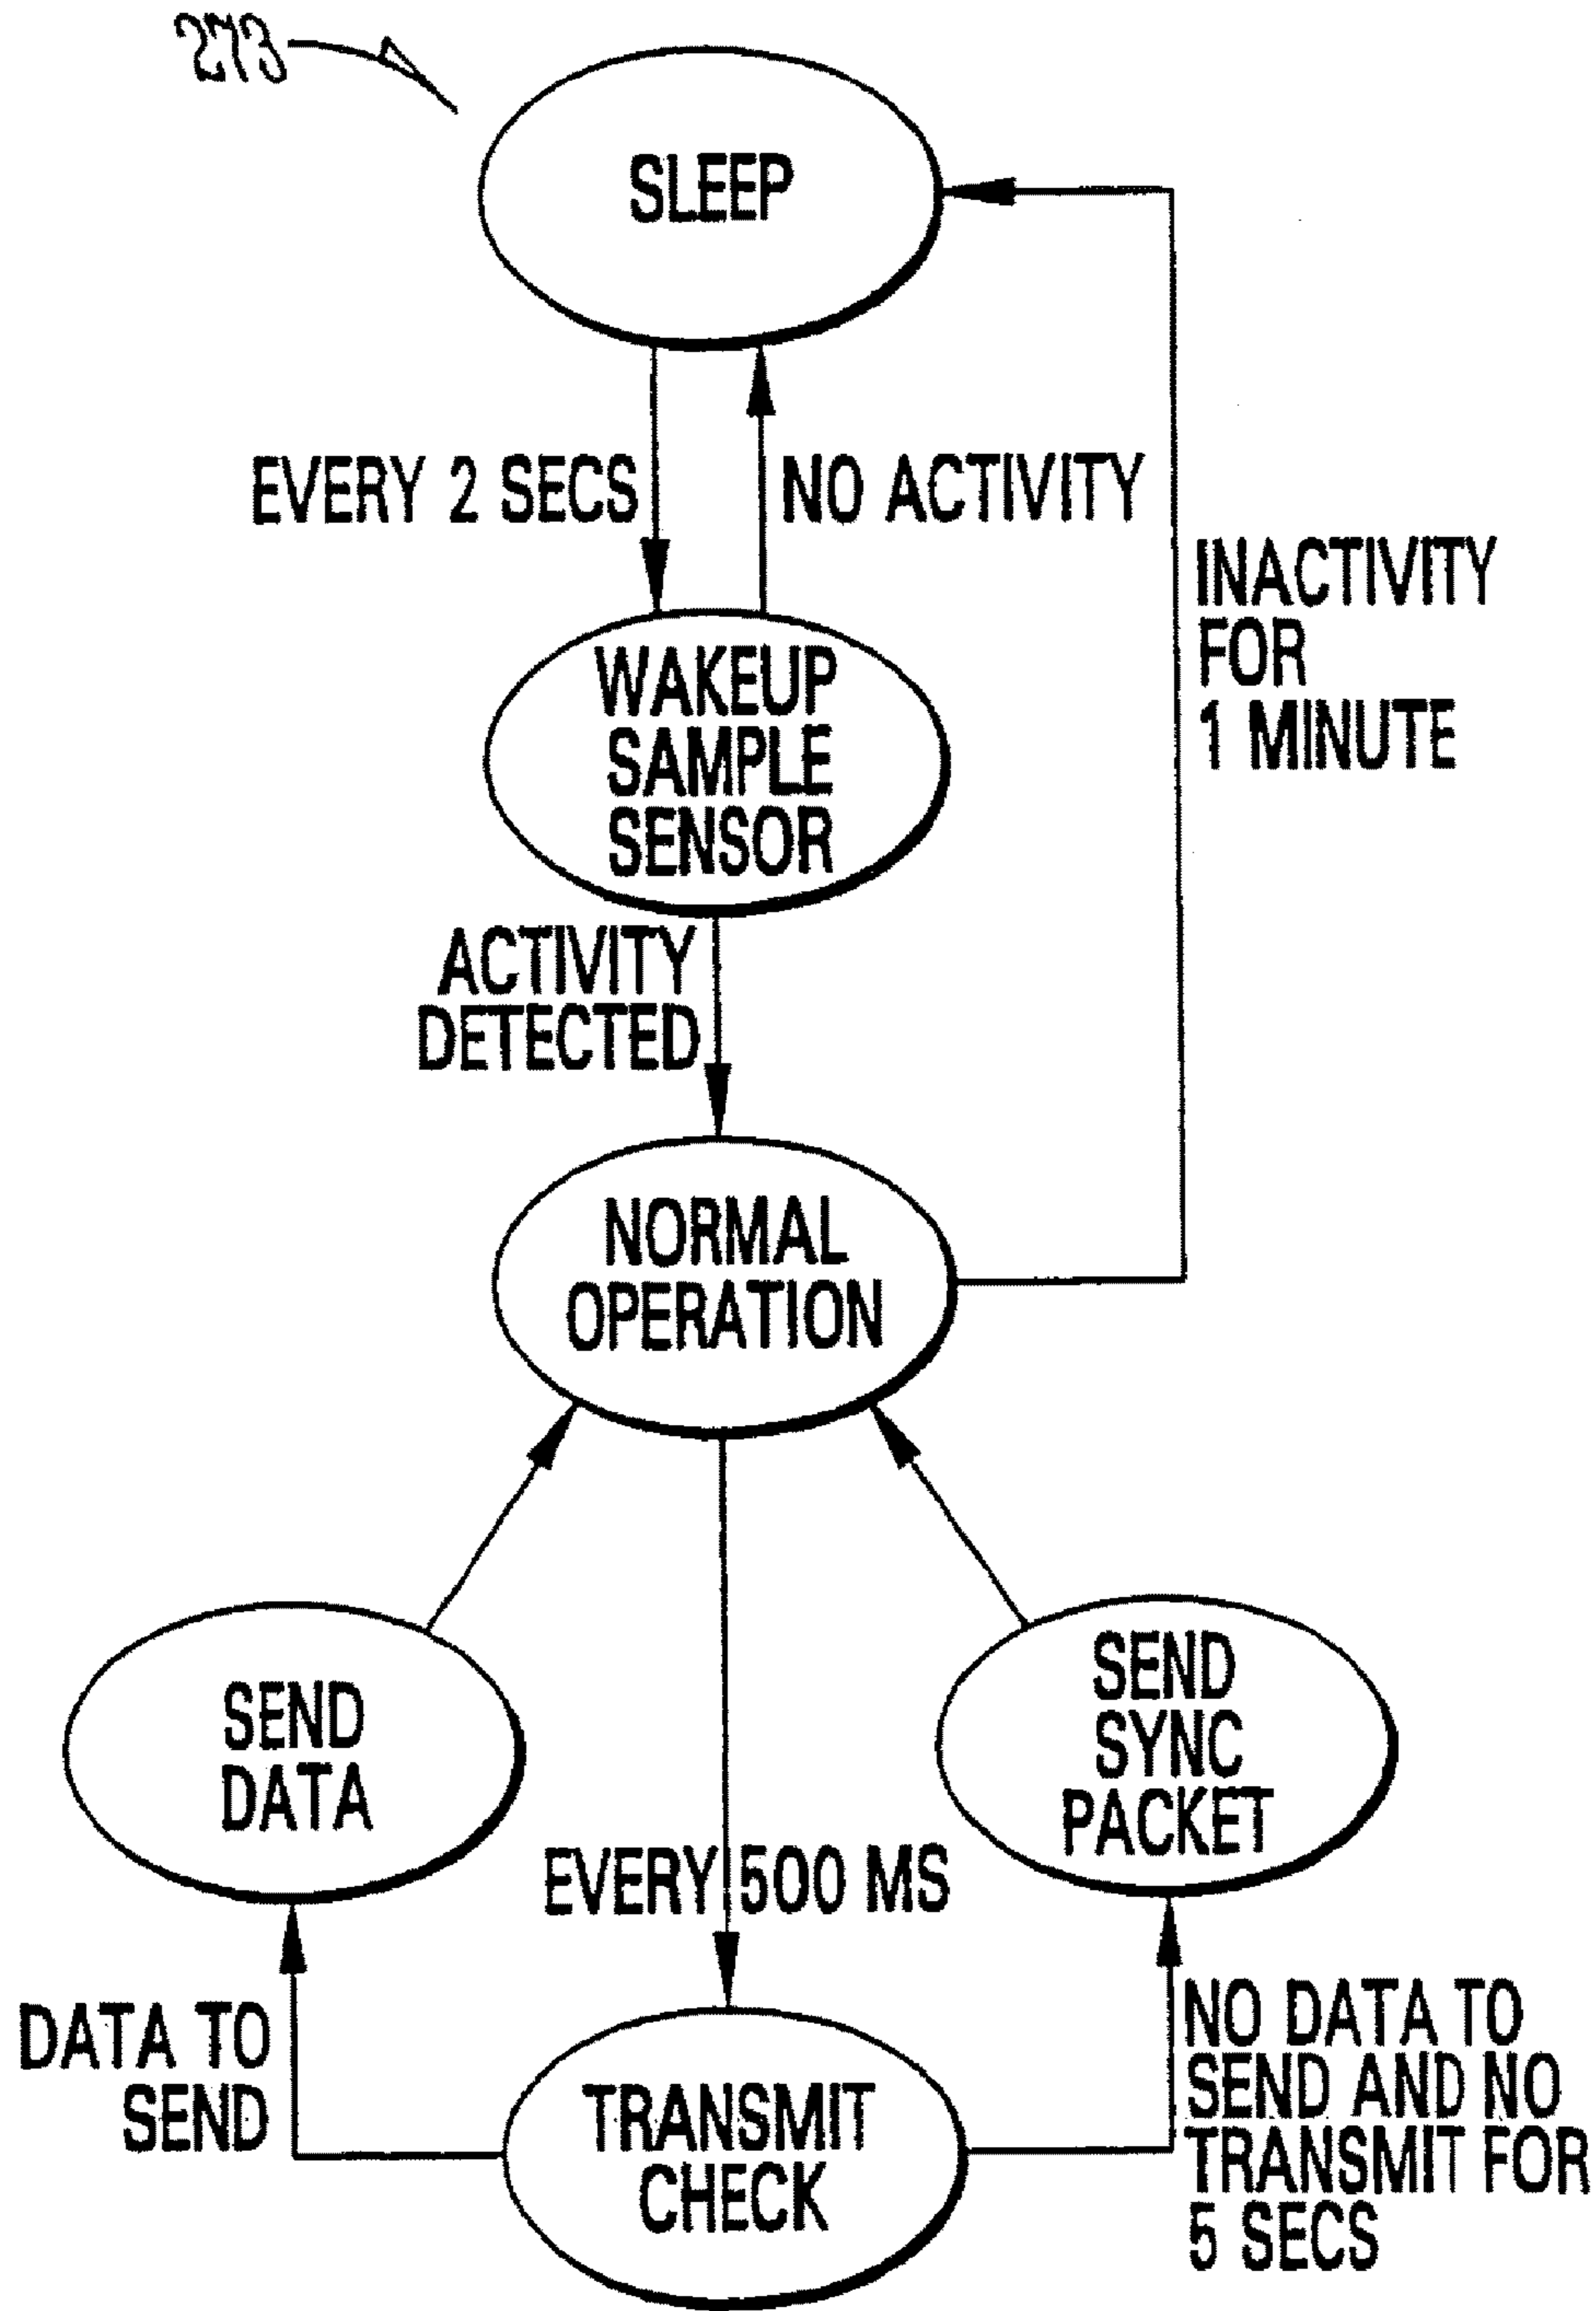 273
SLEEP
EVERY 2 SECS
NO ACTIVITY
INACTIVITY
FOR
1 MINUTE
WAKEUP
SAMPLE
SENSOR
ACTIVITY
DETECTED
NORMAL
OPERATION
SEND
DATA
SEND
SYNC
PACKET
EVERY 500 MS
DATA TO
SEND
TRANSMIT
CHECK
NO DATA TO
SEND AND NO
TRANSMIT FOR
5 SECS